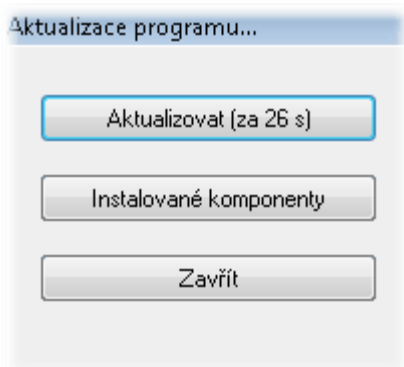 Aktualizace programu...
Aktualizovat (za 26 s)
Instalované komponenty
Zavřít